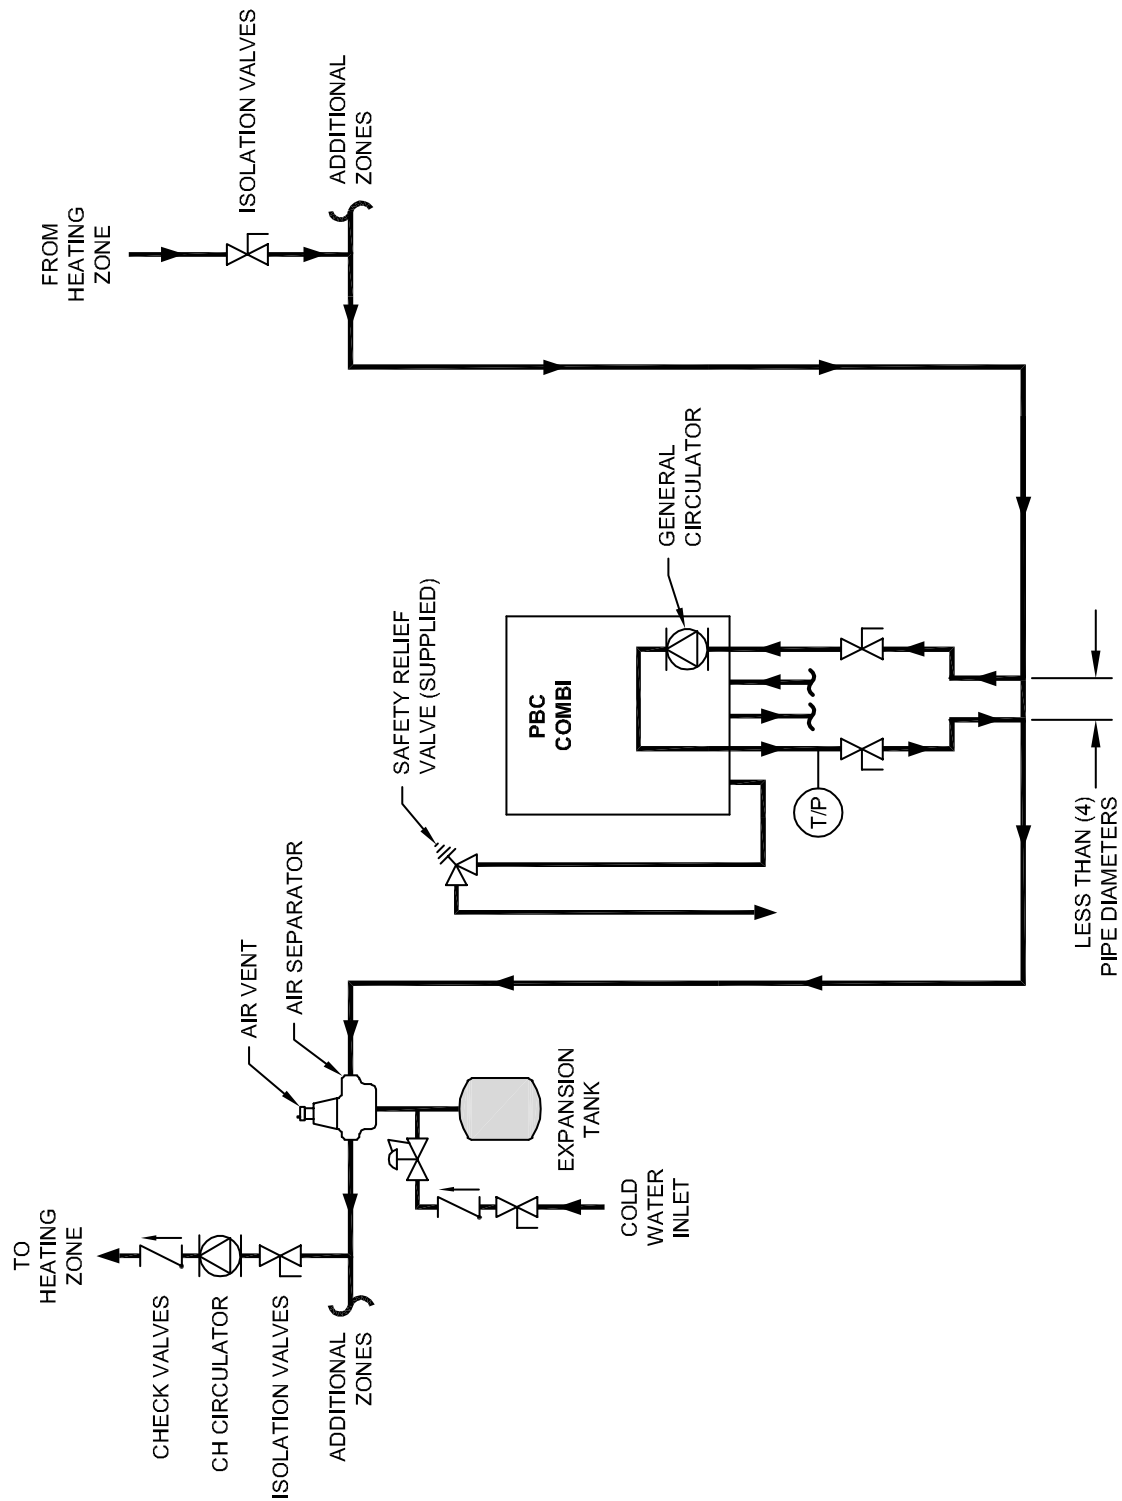 TO
HEATING
ZONE
CHECK VALVES
CH CIRCULATOR
ISOLATION VALVES
ADDITIONAL
ZONES
AIR VENT
AIR SEPARATOR
EXPANSION
TANK
COLD
WATER
INLET
SAFETY RELIEF
VALVE (SUPPLIED)
PBC
COMBI
GENERAL
CIRCULATOR
T/P
LESS THAN (4)
PIPE DIAMETERS
FROM
HEATING
ZONE
ISOLATION VALVES
ADDITIONAL
ZONES